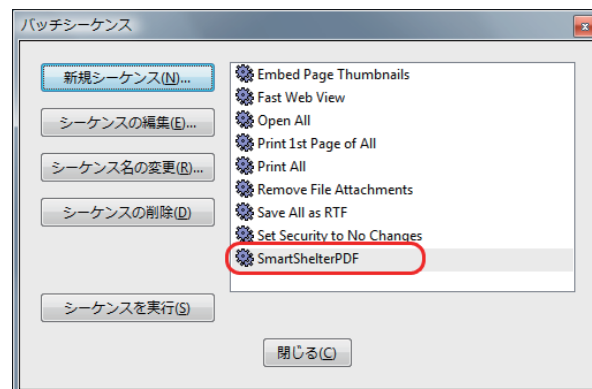 バッチシーケンス
新規シーケンス(N)...
シーケンスの編集(E)...
シーケンス名の変更(R)...
シーケンスの削除(D)
シーケンスを実行(S)
Embed Page Thumbnails
Fast Web View
Open All
Print 1st Page of All
Print All
Remove File Attachments
Save All as RTF
Set Security to No Changes
SmartShelterPDF
閉じる(C)